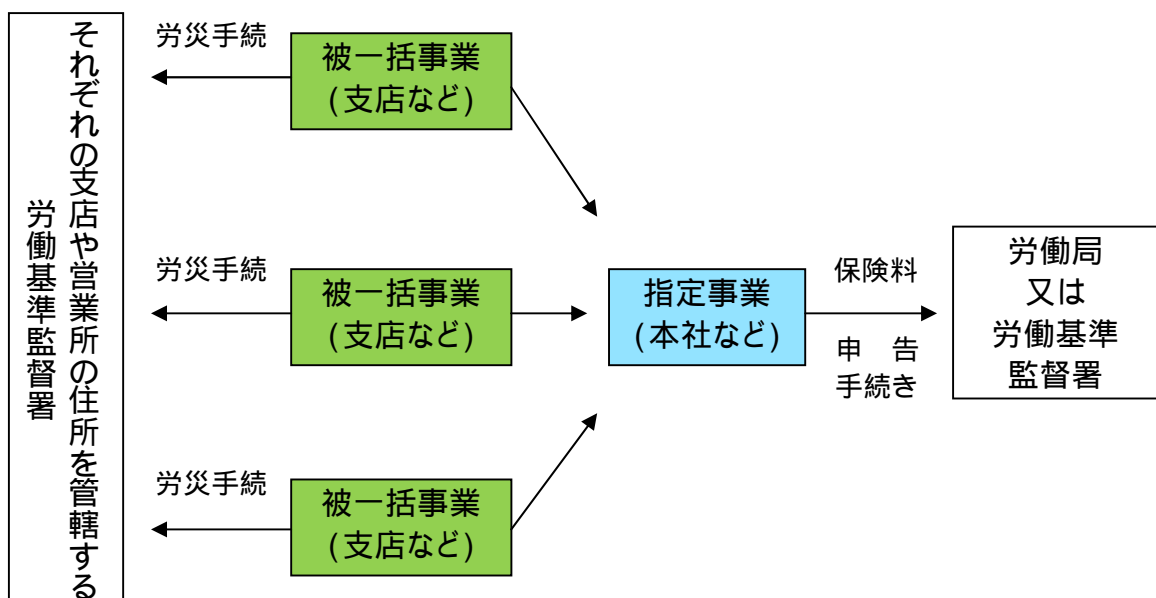 それぞれの支店や営業所の住所を管轄する
労働基準監督署
労災手続
被一括事業
(支店など)
労災手続
被一括事業
(支店など)
労災手続
被一括事業
(支店など)
指定事業
(本社など)
保険料
申　告
手続き
労働局
又は
労働基準
監督署